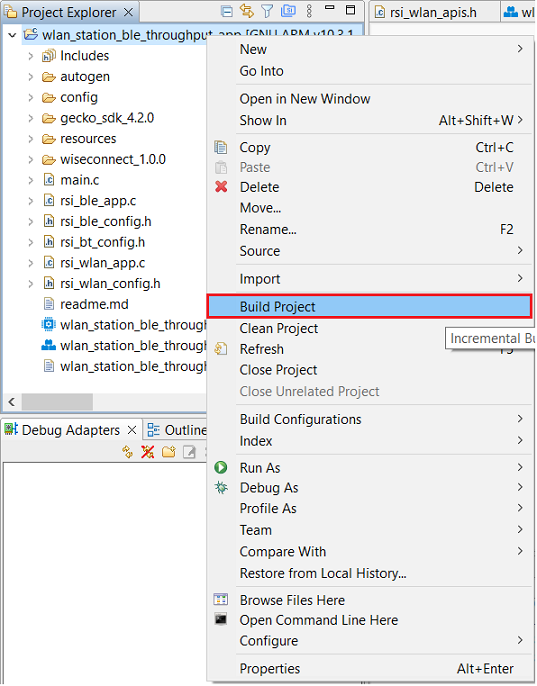 Project Explorer
rsi_wlan_apis.h
wlan_station_ble_throughput_app [GNU ARM v10.3.1
Includes
autogen
config
gecko_sdk_4.2.0
resources
wiseconnect_1.0.0
main.c
rsi_ble_app.c
rsi_ble_config.h
rsi_bt_config.h
rsi_wlan_app.c
rsi_wlan_config.h
readme.md
wlan_station_ble_through
wlan_station_ble_through
wlan_station_ble_through
Debug Adapters
Outline
New
Go Into
Open in New Window
Show In Alt+Shift+W
Copy Ctrl+C
Paste Ctrl+V
Delete Delete
Move...
Rename... F2
Source
Import
Build Project
Clean Project
Incremental Bu
Refresh F5
Close Project
Close Unrelated Project
Build Configurations
Index
Run As
Debug As
Profile As
Team
Compare With
Restore from Local History...
Browse Files Here
Open Command Line Here
Configure
Properties Alt+Enter